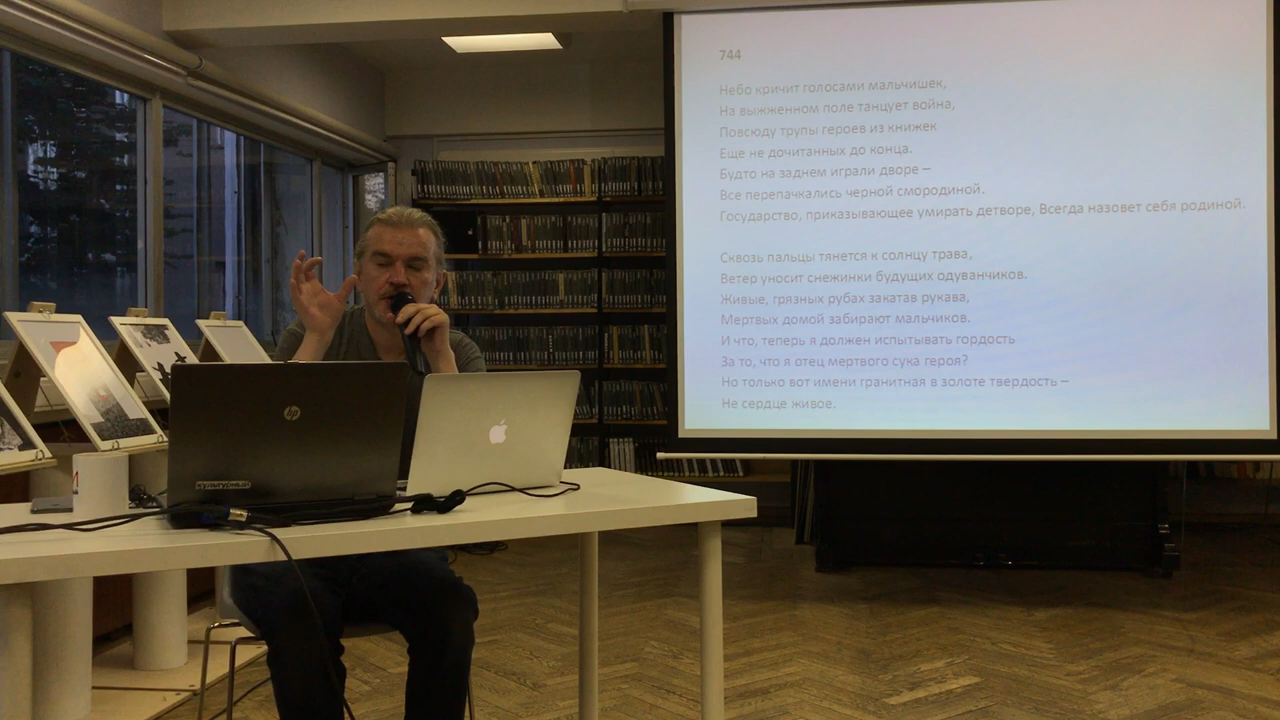 744
Небо кричит голосами мальчишек,
На выжженном поле танцует война,
Повсюду трупы героев из книжек
Еще не дочитанных до конца.
Будто на заднем играли дворе –
Все перепачкались черной смородиной.
Государство, приказывающее умирать детворе, Всегда назовет себя родиной.
Сквозь пальцы тянется к солнцу трава,
Ветер уносит снежинки будущих одуванчиков.
Живые, грязных рубах закатав рукава,
Мертвых домой забирают мальчиков.
И что, теперь я должен испытывать гордость
За то, что я отец мертвого сука героя?
Но только вот имени гранитная в золоте твердость –
Не сердце живое.
hp